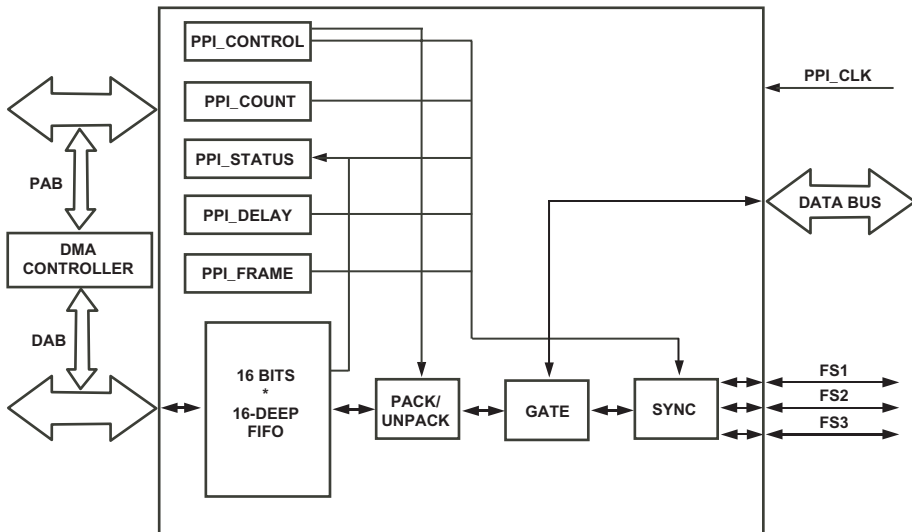 PPI_CONTROL
PPI_COUNT
PPI_STATUS
PPI_DELAY
PPI_FRAME
PPI_CLK
DATA BUS
PAB
DMA
CONTROLLER
DAB
16 BITS
*
16-DEEP
FIFO
PACK/
UNPACK
GATE
SYNC
FS1
FS2
FS3